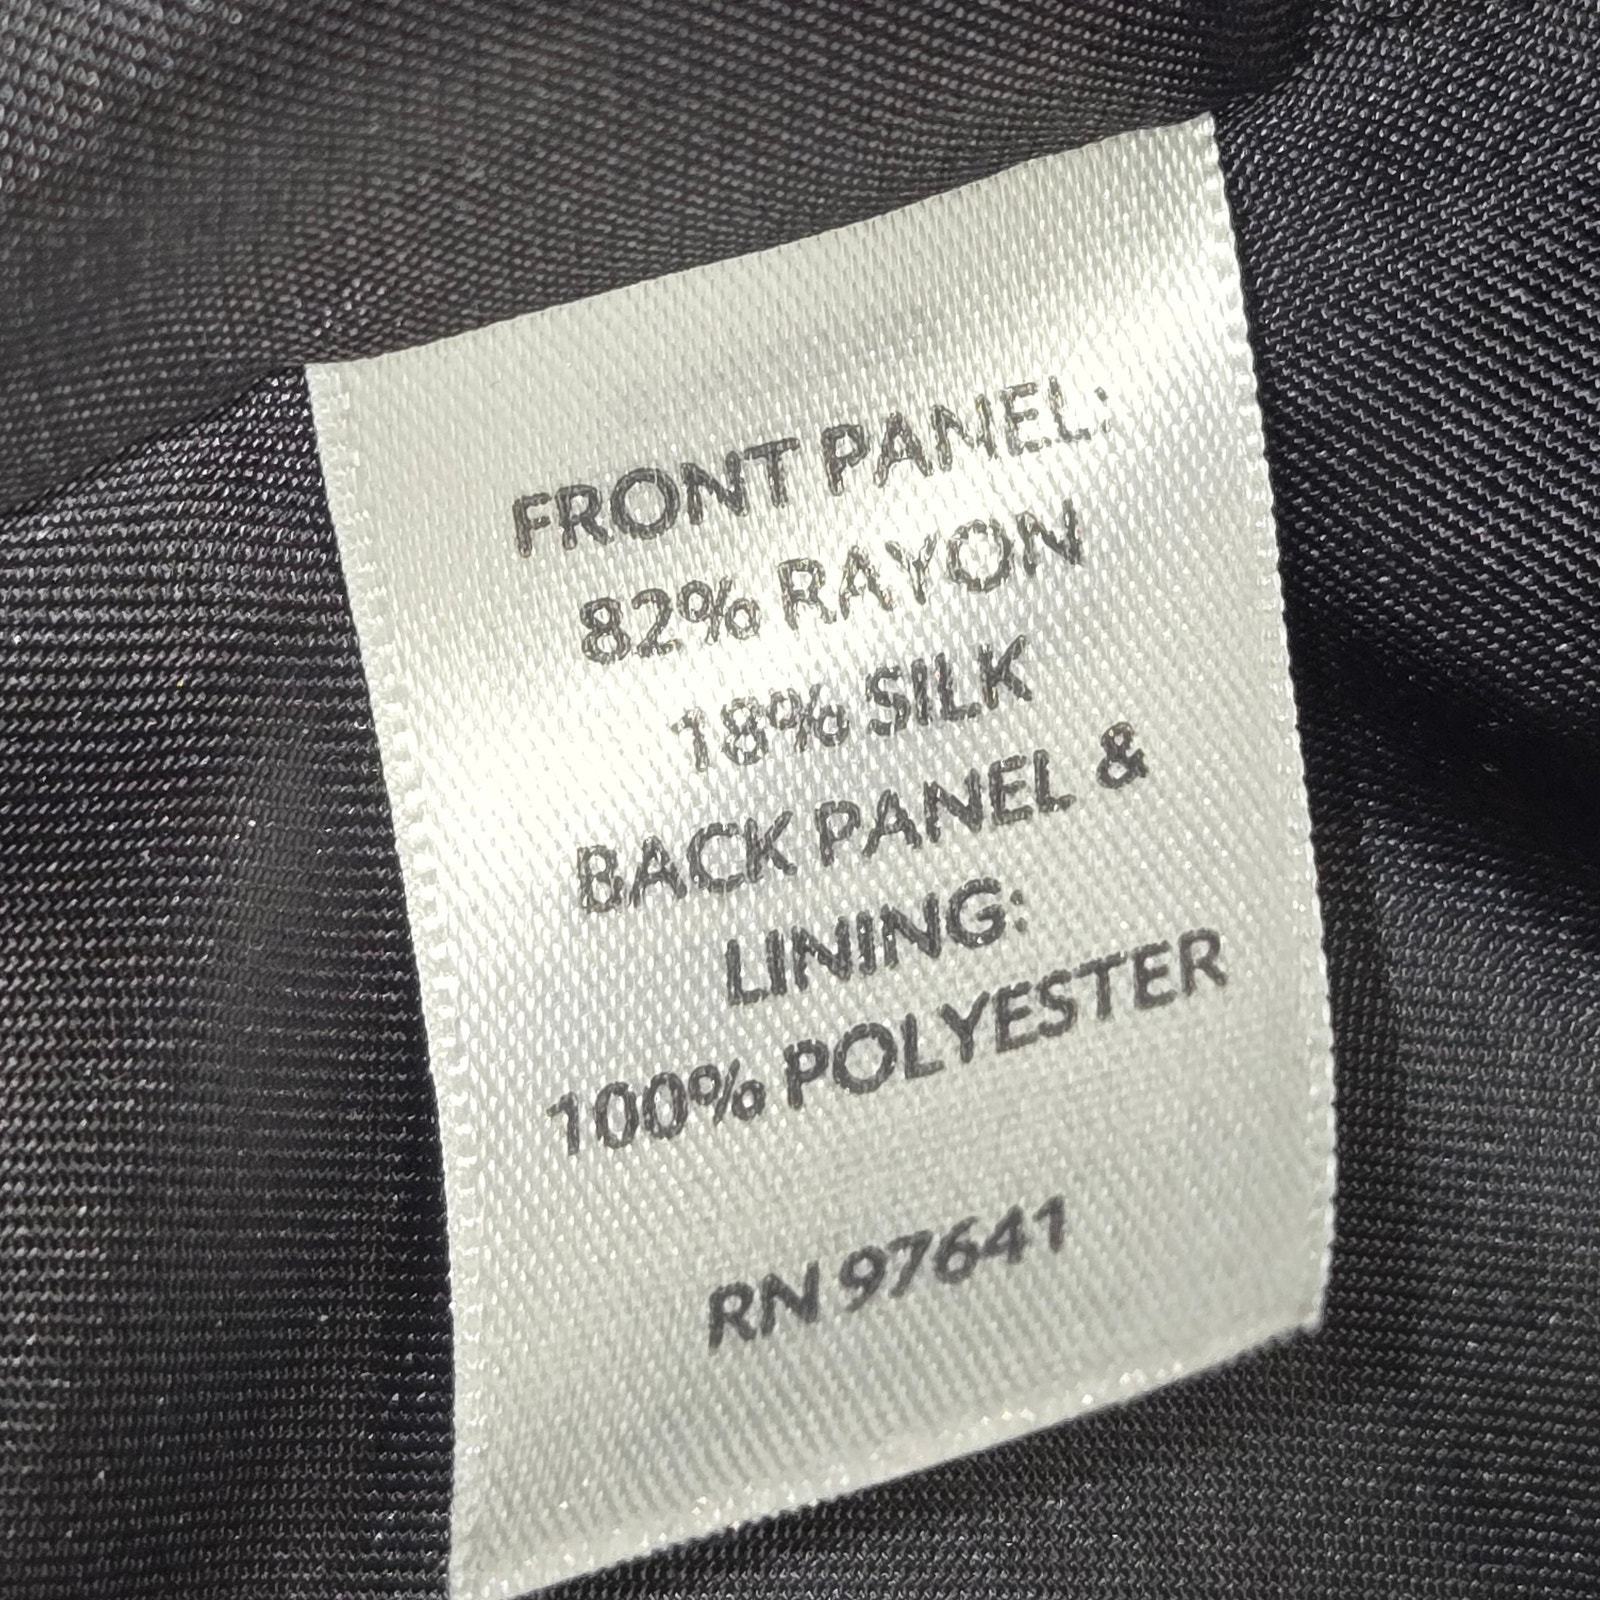 FRONT PANEL:
82% RAYON
18% SILK
BACK PANEL &
LINING:
100% POLYESTER
RN 97641